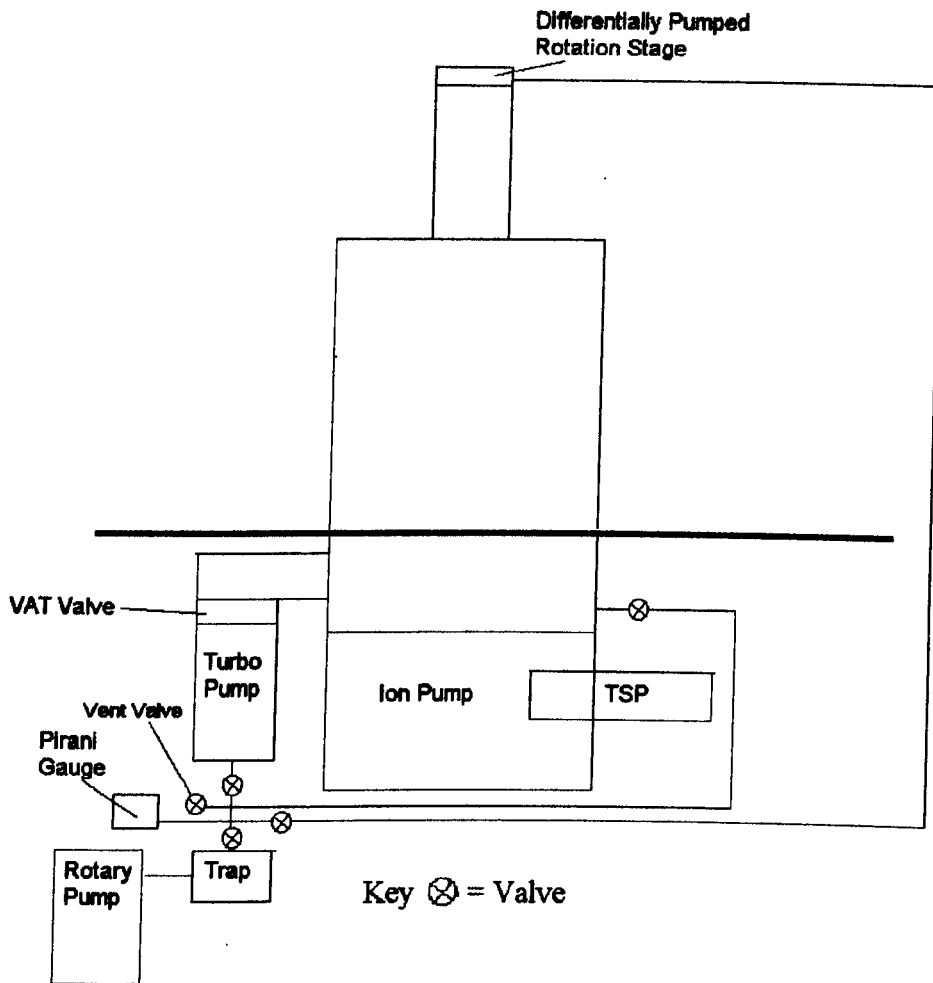 Differentially Pumped
Rotation Stage
VAT Valve
Turbo
Pump
Ion Pump
TSP
Vent Valve
Pirani
Gauge
Rotary
Pump
Trap
Key ⊗ = Valve